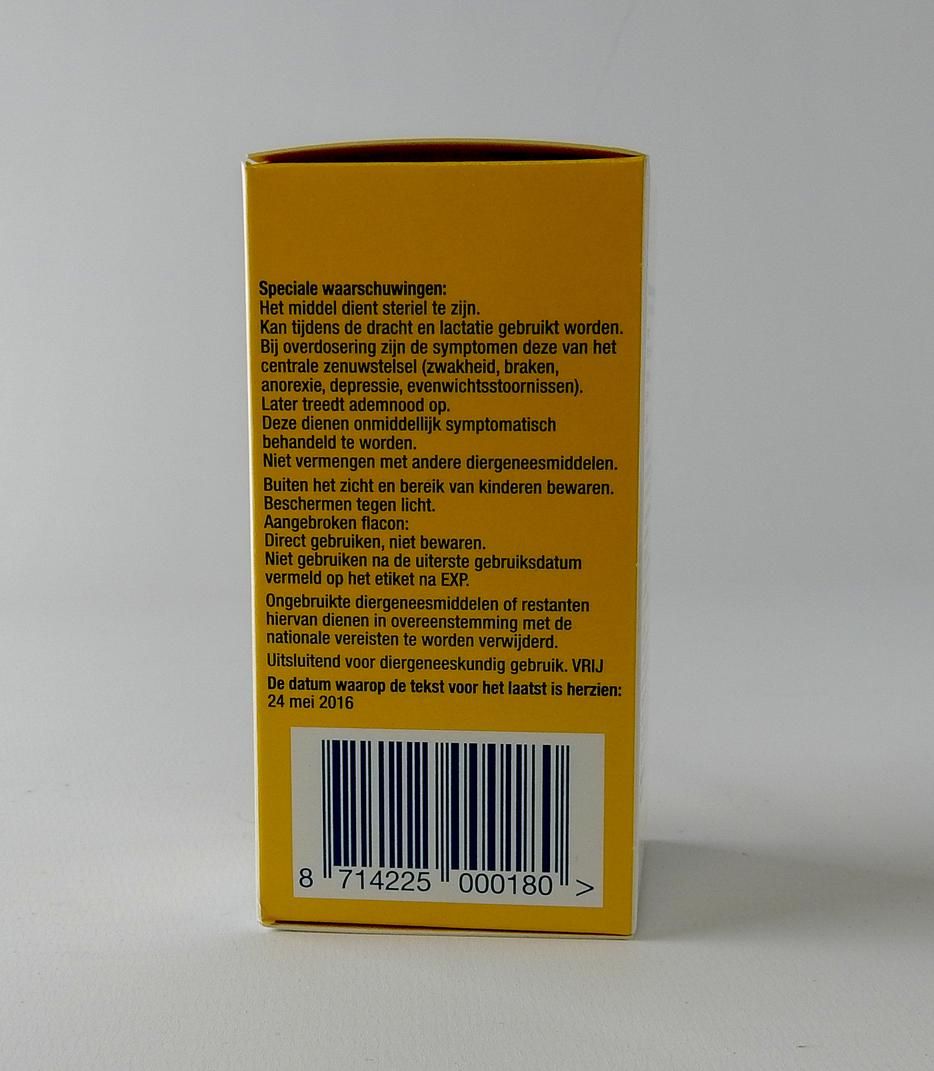 Speciale waarschuwingen:
Het middel dient steriel te zijn.
Kan tijdens de dracht en lactatie gebruikt worden.
Bij overdosering zijn de symptomen deze van het
centrale zenuwstelsel (zwakheid, braken,
anorexie, depressie, evenwichtsstoornissen).
Later treedt ademnood op.
Deze dienen onmiddellijk symptomatisch
behandeld te worden.
Niet vermengen met andere diergeneesmiddelen.
Buiten het zicht en bereik van kinderen bewaren.
Beschermen tegen licht.
Aangebroken flacon:
Direct gebruiken, niet bewaren.
Niet gebruiken na de uiterste gebruiksdatum
vermeld op het etiket na EXP.
Ongebruikte diergeneesmiddelen of restanten
hiervan dienen in overeenstemming met de
nationale vereisten te worden verwijderd.
Uitsluitend voor diergeneeskundig gebruik. VRIJ
De datum waarop de tekst voor het laatst is herzien:
24 mei 2016
8 714225 000180 >